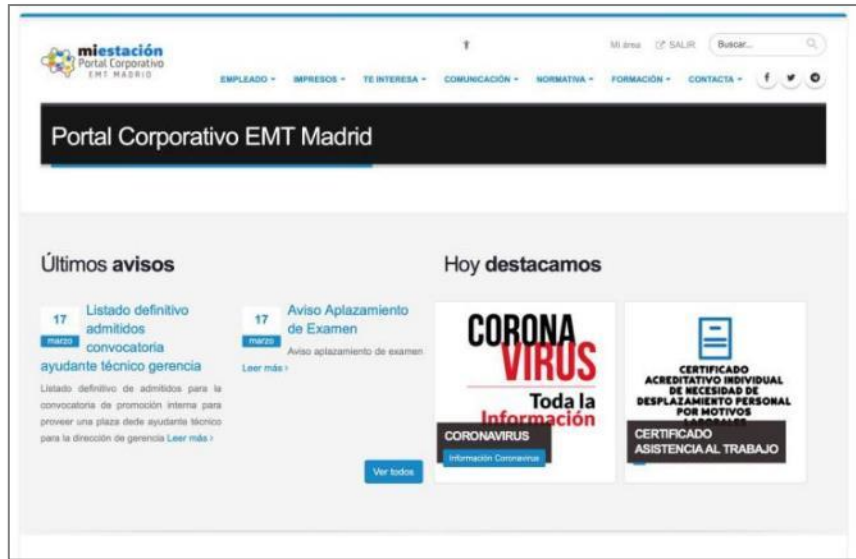 miestación
Portal Corporativo
EMT MADRID
Mi área SALIR Buscar...
EMPLEADO IMPRESOS TE INTERESA COMUNICACIÓN NORMATIVA FORMACIÓN CONTACTA
Portal Corporativo EMT Madrid
Últimos avisos
17
marzo
Listado definitivo
admitidos
convocatoria
ayudante técnico gerencia
Listado definitivo de admitidos para la
convocatoria de promoción interna para
proveer una plaza dede ayudante técnico
para la dirección de gerencia Leer más ›
17
marzo
Aviso Aplazamiento
de Examen
Aviso aplazamiento de examen
Leer más ›
Ver todos
Hoy destacamos
CORONA
VIRUS
Toda la
Información
CORONAVIRUS
Información Coronavirus
CERTIFICADO
ACREDITATIVO INDIVIDUAL
DE NECESIDAD DE
DESPLAZAMIENTO PERSONAL
POR MOTIVOS
LABORALES
CERTIFICADO
ASISTENCIA AL TRABAJO